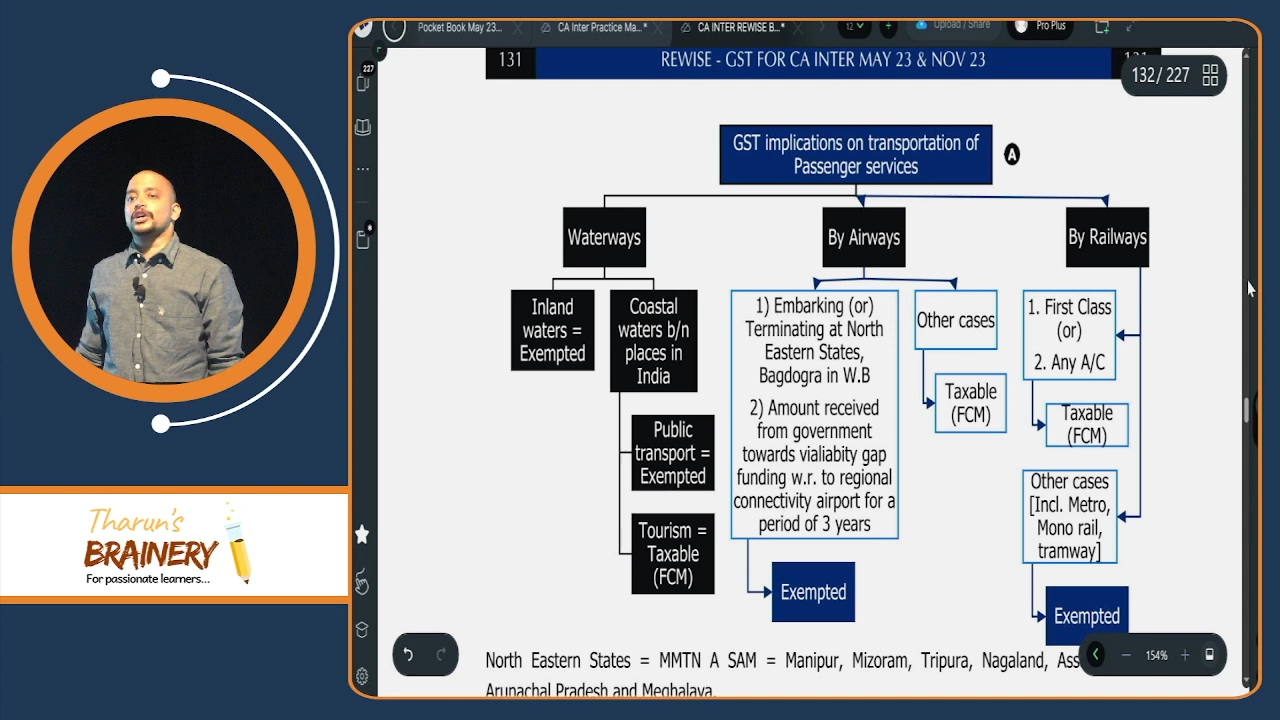 Pocket Book May 23...
CA Inter Practice Ma...*
CA INTER REWISE B...*
12
Upload / Share
Pro Plus
131
REWISE - GST FOR CA INTER MAY 23 & NOV 23
132/ 227
227
GST implications on transportation of
Passenger services
A
Waterways
By Airways
By Railways
Inland
waters =
Exempted
Coastal
waters b/n
places in
India
Public
transport =
Exempted
Tourism =
Taxable
(FCM)
1) Embarking (or)
Terminating at North
Eastern States,
Bagdogra in W.B
2) Amount received
from government
towards vialiabity gap
funding w.r. to regional
connectivity airport for a
period of 3 years
Exempted
Other cases
Taxable
(FCM)
1. First Class
(or)
2. Any A/C
Taxable
(FCM)
Other cases
[Incl. Metro,
Mono rail,
tramway]
Exempted
North Eastern States = MMTN A SAM = Manipur, Mizoram, Tripura, Nagaland, Ass
Arunachal Pradesh and Meghalaya.
154%
Tharun's
BRAINERY
For passionate learners...